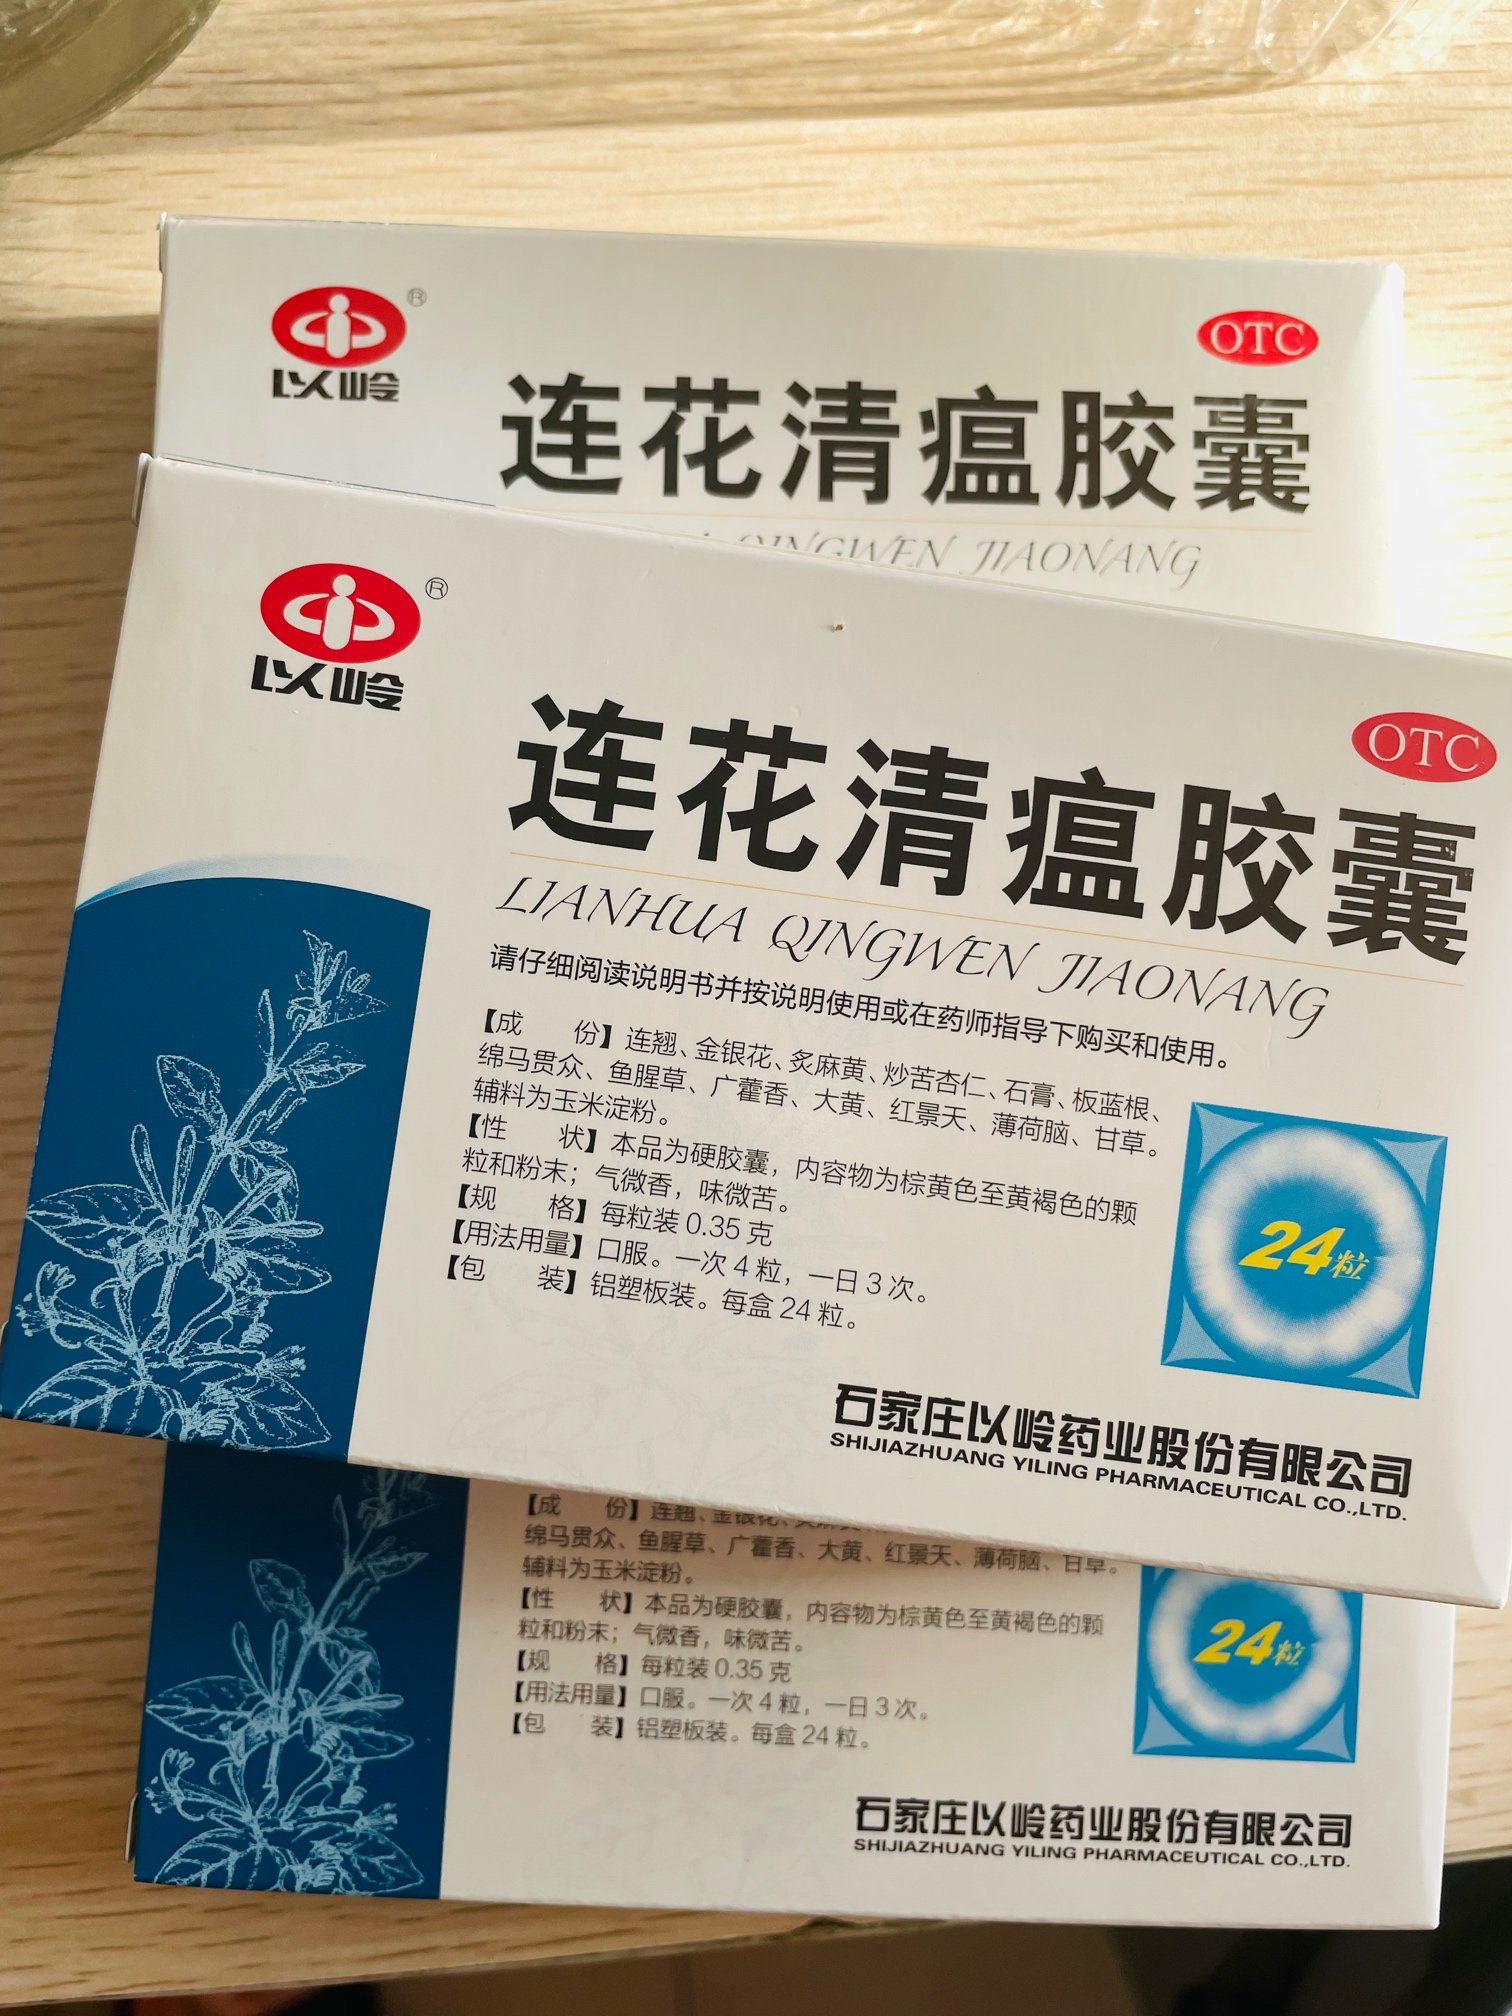 ®
以岭
OTC
连花清瘟胶囊
QINGWEN JIAONANG
®
以岭
OTC
连花清瘟胶囊
LIANHUA QINGWEN JIAONANG
请仔细阅读说明书并按说明使用或在药师指导下购买和使用。
【成 份】连翘、金银花、炙麻黄、炒苦杏仁、石膏、板蓝根、
绵马贯众、鱼腥草、广藿香、大黄、红景天、薄荷脑、甘草。
辅料为玉米淀粉。
【性 状】本品为硬胶囊，内容物为棕黄色至黄褐色的颗
粒和粉末；气微香，味微苦。
【规 格】每粒装0.35克
【用法用量】口服。一次4粒，一日3次。
【包 装】铝塑板装。每盒24粒。
24粒
石家庄以岭药业股份有限公司
SHIJIAZHUANG YILING PHARMACEUTICAL CO.,LTD.
【成 份】连翘、金银花、
绵马贯众、鱼腥草、广藿香、大黄、红景天、薄荷脑、甘草。
辅料为玉米淀粉。
【性 状】本品为硬胶囊，内容物为棕黄色至黄褐色的颗
粒和粉末；气微香，味微苦。
【规 格】每粒装0.35克
【用法用量】口服。一次4粒，一日3次。
【包 装】铝塑板装。每盒24粒。
24粒
石家庄以岭药业股份有限公司
SHIJIAZHUANG YILING PHARMACEUTICAL CO.,LTD.